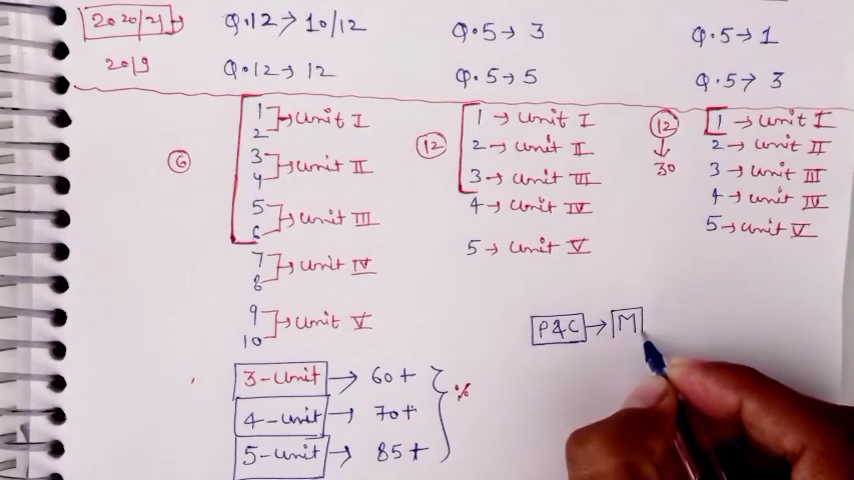 2020/21 → Q.12 → 10/12 Q.5 → 3 Q.5 → 1
2019 Q.12 → 12 Q.5 → 5 Q.5 → 3
1
2 → Unit I
3
4 → Unit II
5
6 → Unit III
7
8 → Unit IV
9
10 → Unit V
6
12
1 → Unit I
2 → Unit II
3 → Unit III
4 → Unit IV
5 → Unit V
12
↓
30
1 → Unit I
2 → Unit II
3 → Unit III
4 → Unit IV
5 → Unit V
P&C → M
3-Unit → 60+
4-Unit → 70+
5-Unit → 85+
%